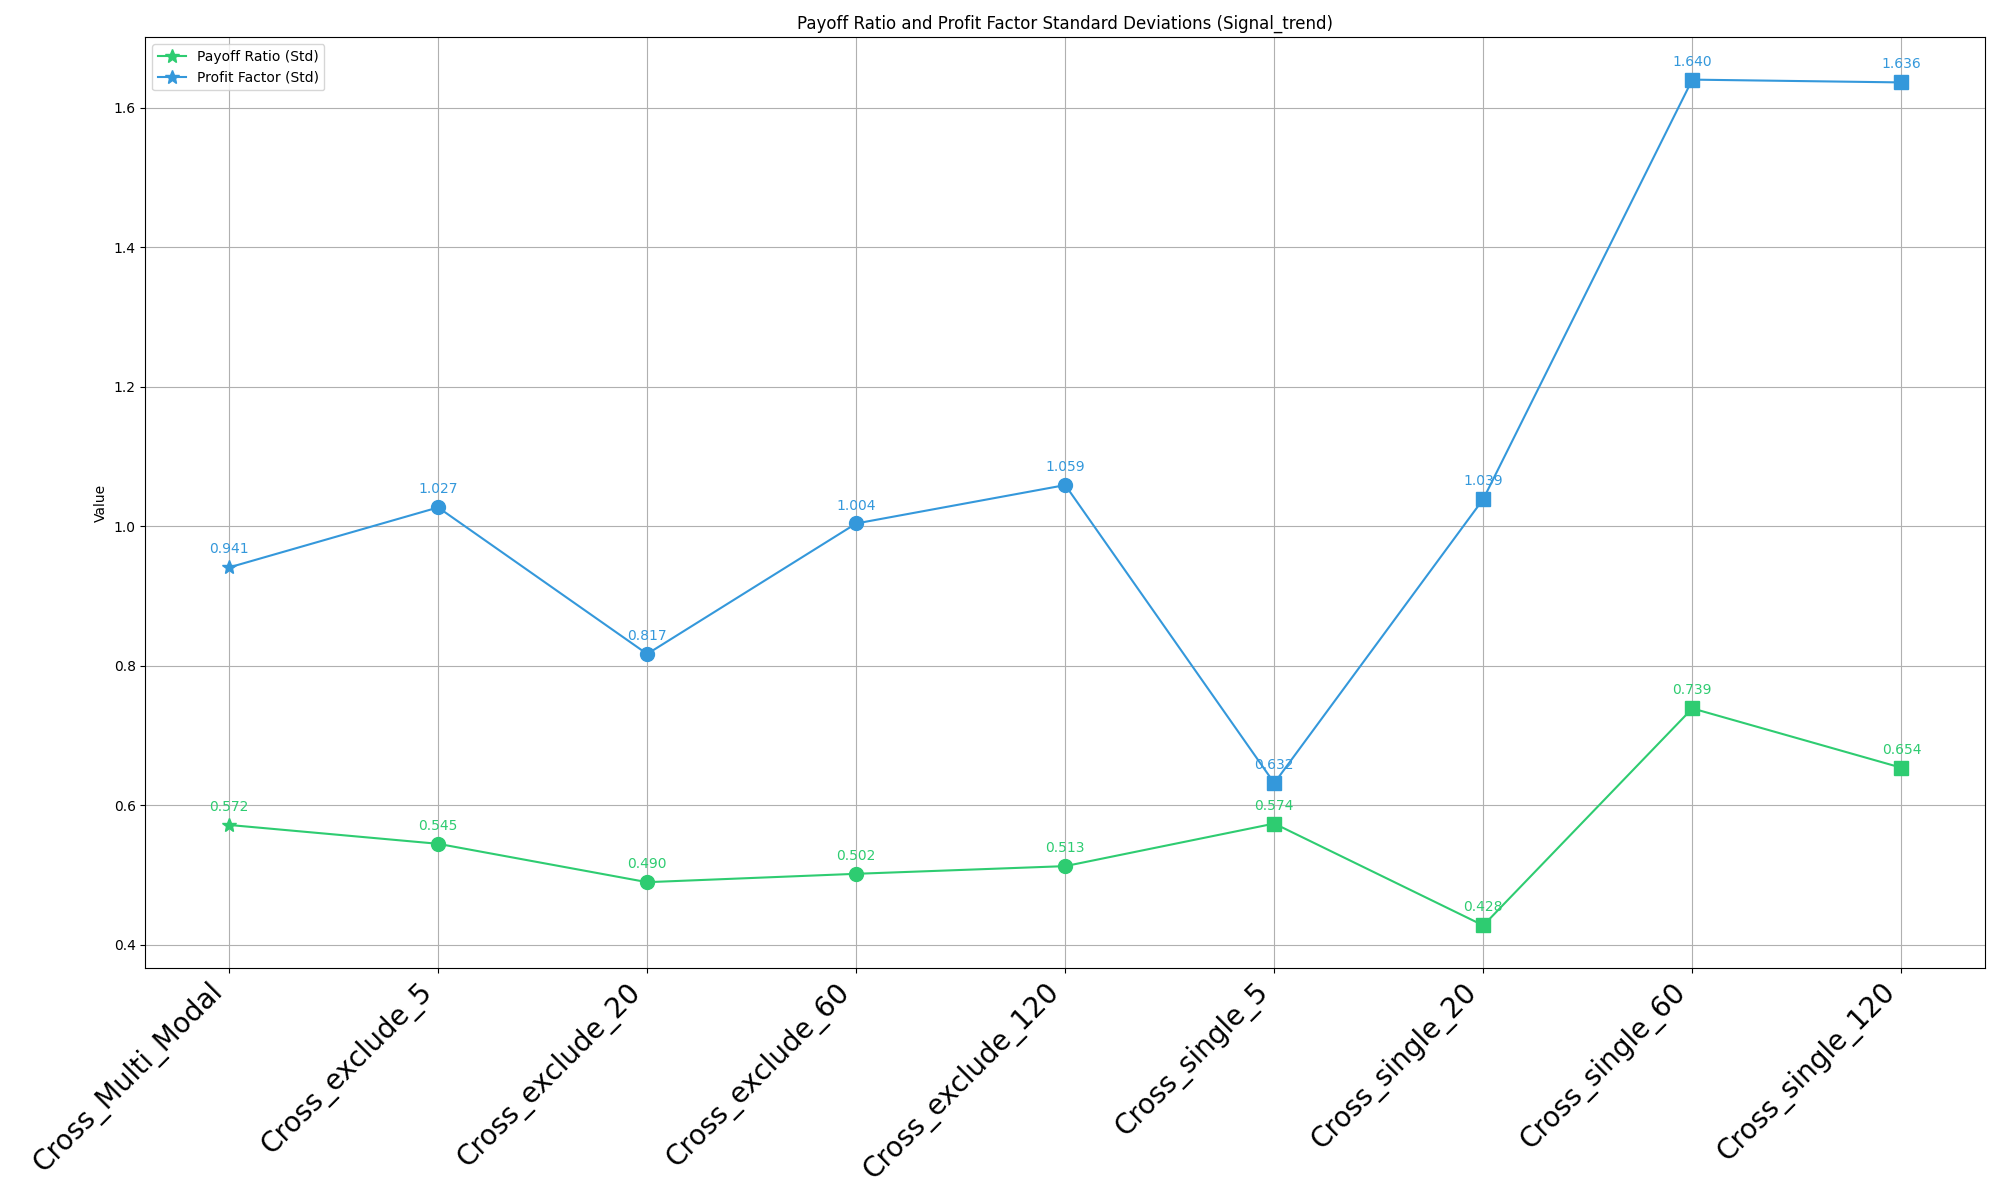 Payoff Ratio and Profit Factor Standard Deviations (Signal_trend)
Payoff Ratio (Std)
Profit Factor (Std)
Value
1.6
1.4
1.2
1.0
0.8
0.6
0.4
0.941
1.027
0.817
1.004
1.059
0.632
1.039
1.640
1.636
0.572
0.545
0.490
0.502
0.513
0.574
0.428
0.739
0.654
Cross_Multi_Modal
Cross_exclude_5
Cross_exclude_20
Cross_exclude_60
Cross_exclude_120
Cross_single_5
Cross_single_20
Cross_single_60
Cross_single_120